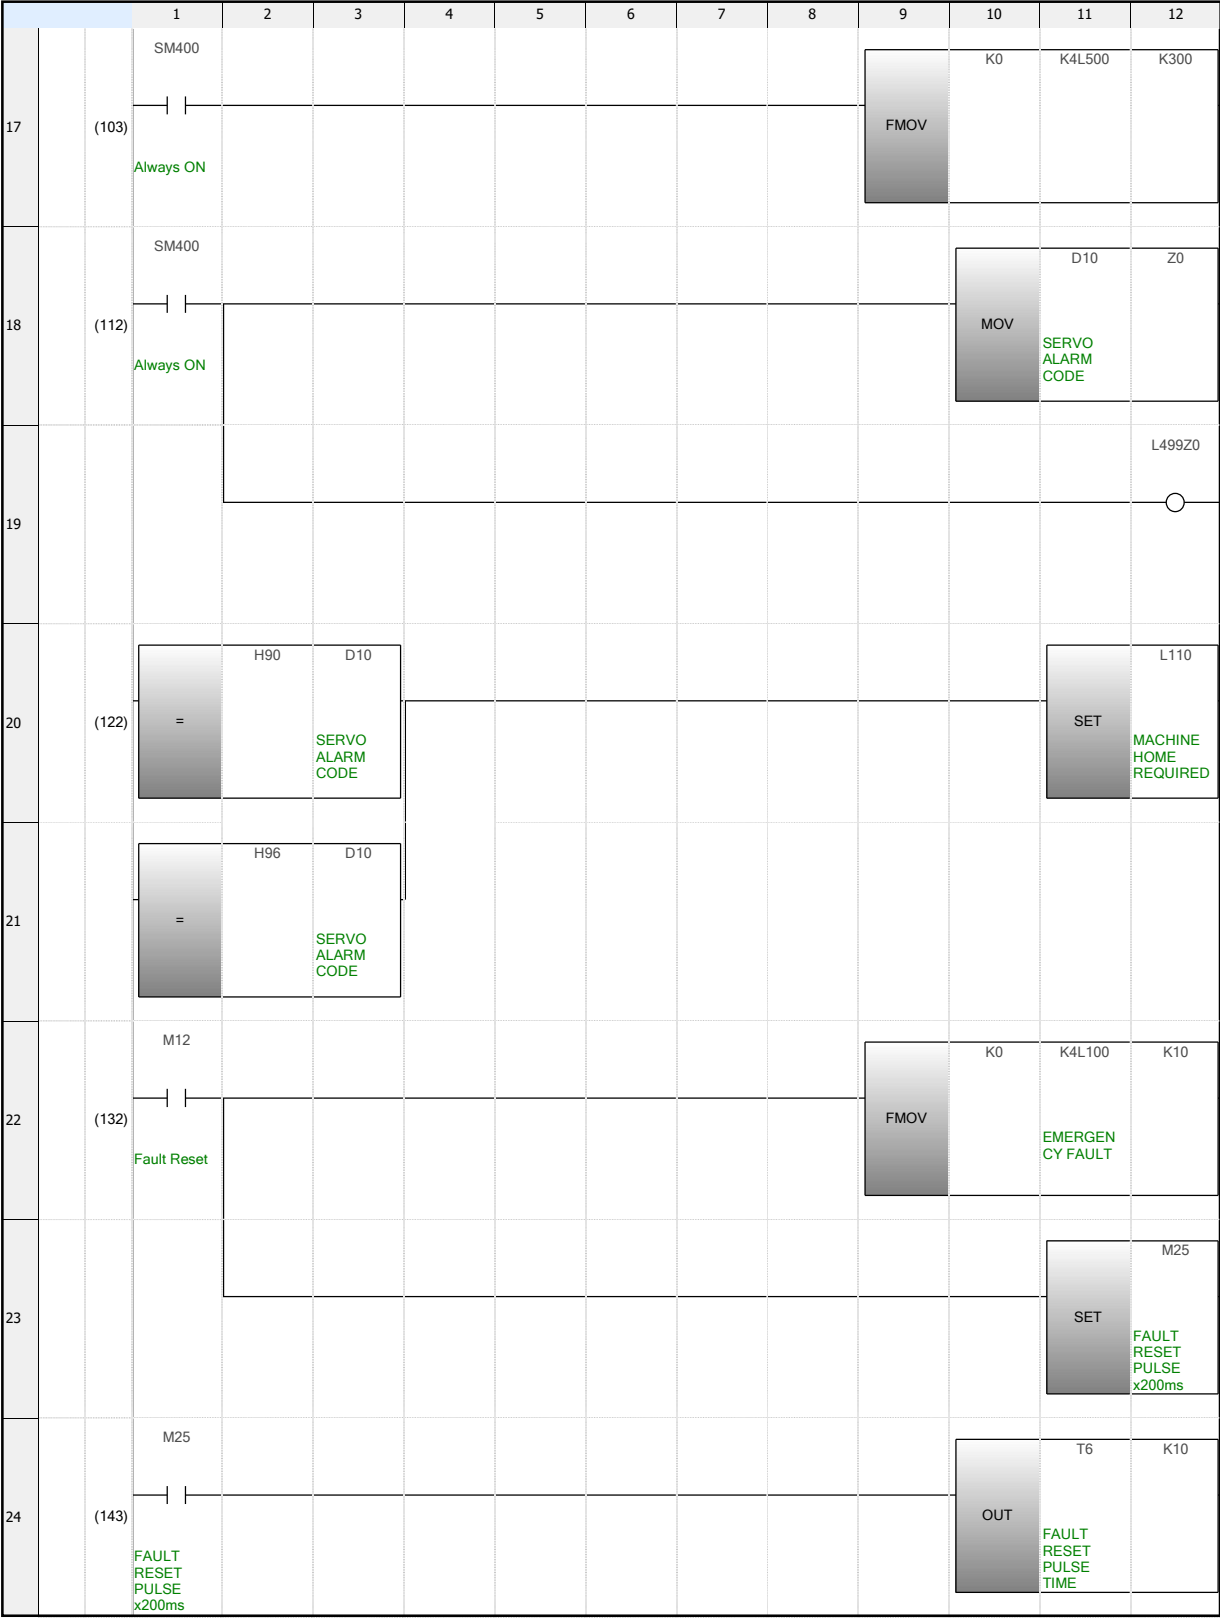 1 2 3 4 5 6 7 8 9 10 11 12
SM400
K0 K4L500 K300
17 (103) FMOV
Always ON
SM400
D10 Z0
18 (112) MOV
SERVO
ALARM
CODE
Always ON
L499Z0
19
H90 D10
L110
20 (122) = SET
SERVO
ALARM
CODE
MACHINE
HOME
REQUIRED
H96 D10
21 =
SERVO
ALARM
CODE
M12
K0 K4L100 K10
22 (132) FMOV
Fault Reset
EMERGEN
CY FAULT
M25
23 SET
FAULT
RESET
PULSE
x200ms
M25
T6 K10
24 (143) OUT
FAULT
RESET
PULSE
x200ms
FAULT
RESET
PULSE
TIME